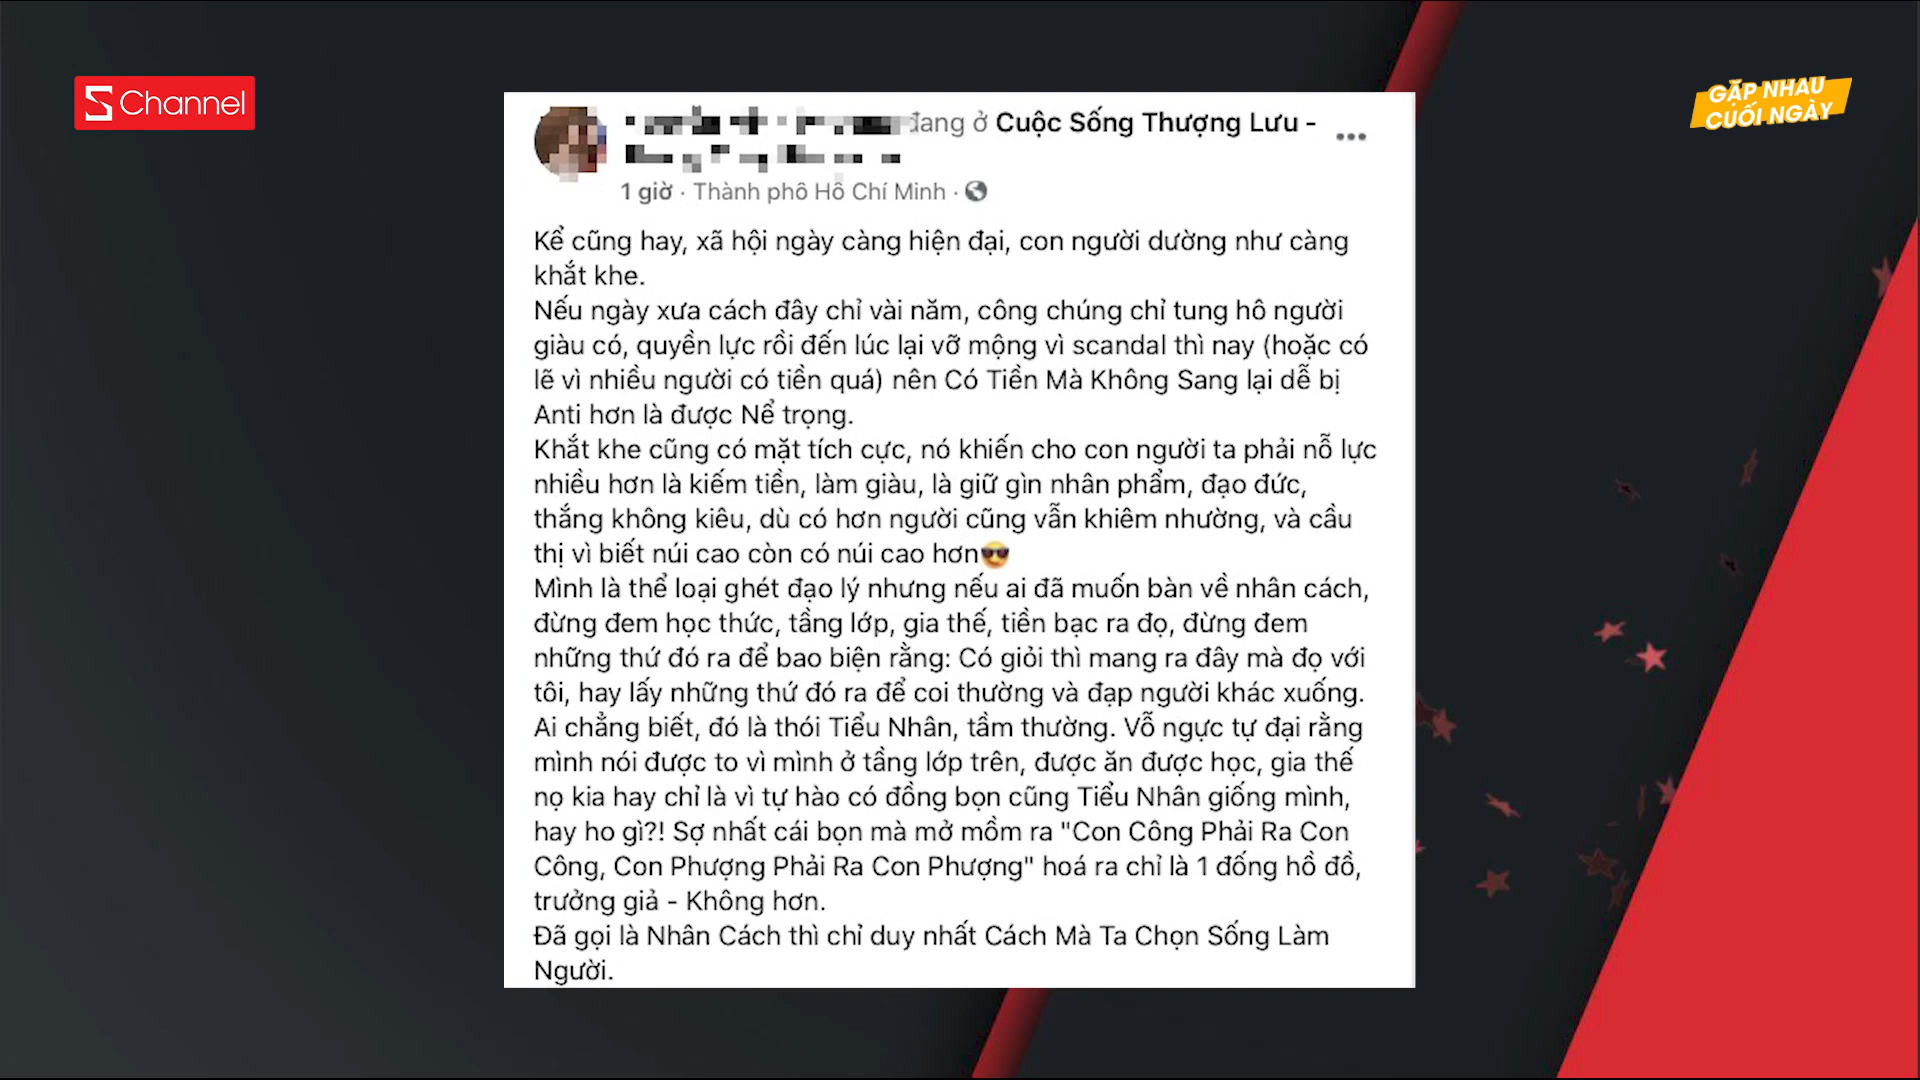 S Channel
GẶP NHAU
CUỐI NGÀY
đang ở Cuộc Sống Thượng Lưu -
1 giờ · Thành phố Hồ Chí Minh ·
Kể cũng hay, xã hội ngày càng hiện đại, con người dường như càng
khắt khe.
Nếu ngày xưa cách đây chỉ vài năm, công chúng chỉ tung hô người
giàu có, quyền lực rồi đến lúc lại vỡ mộng vì scandal thì nay (hoặc có
lẽ vì nhiều người có tiền quá) nên Có Tiền Mà Không Sang lại dễ bị
Anti hơn là được Nể trọng.
Khắt khe cũng có mặt tích cực, nó khiến cho con người ta phải nỗ lực
nhiều hơn là kiếm tiền, làm giàu, là giữ gìn nhân phẩm, đạo đức,
thắng không kiêu, dù có hơn người cũng vẫn khiêm nhường, và cầu
thị vì biết núi cao còn có núi cao hơn😎
Mình là thể loại ghét đạo lý nhưng nếu ai đã muốn bàn về nhân cách,
đừng đem học thức, tầng lớp, gia thế, tiền bạc ra đọ, đừng đem
những thứ đó ra để bao biện rằng: Có giỏi thì mang ra đây mà đọ với
tôi, hay lấy những thứ đó ra để coi thường và đạp người khác xuống.
Ai chẳng biết, đó là thói Tiểu Nhân, tầm thường. Vỗ ngực tự đại rằng
mình nói được to vì mình ở tầng lớp trên, được ăn được học, gia thế
nọ kia hay chỉ là vì tự hào có đồng bọn cũng Tiểu Nhân giống mình,
hay ho gì?! Sợ nhất cái bọn mà mở mồm ra "Con Công Phải Ra Con
Công, Con Phượng Phải Ra Con Phượng" hoá ra chỉ là 1 đống hồ đồ,
trưởng giả - Không hơn.
Đã gọi là Nhân Cách thì chỉ duy nhất Cách Mà Ta Chọn Sống Làm
Người.